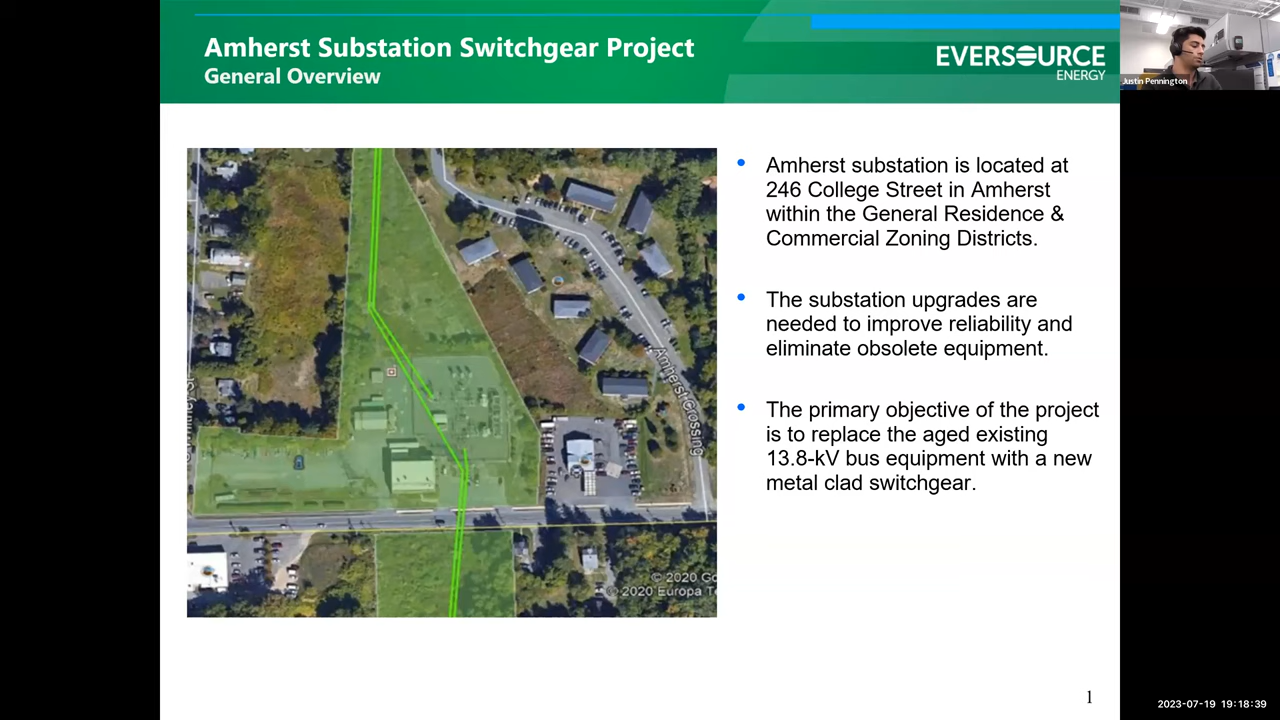 Amherst Substation Switchgear Project
General Overview
EVERSOURCE
ENERGY
Justin Pennington
Amherst substation is located at
246 College Street in Amherst
within the General Residence &
Commercial Zoning Districts.
The substation upgrades are
needed to improve reliability and
eliminate obsolete equipment.
The primary objective of the project
is to replace the aged existing
13.8-kV bus equipment with a new
metal clad switchgear.
Amherst Crossing
© 2020
© 2020 Europa
1
2023-07-19 19:18:39